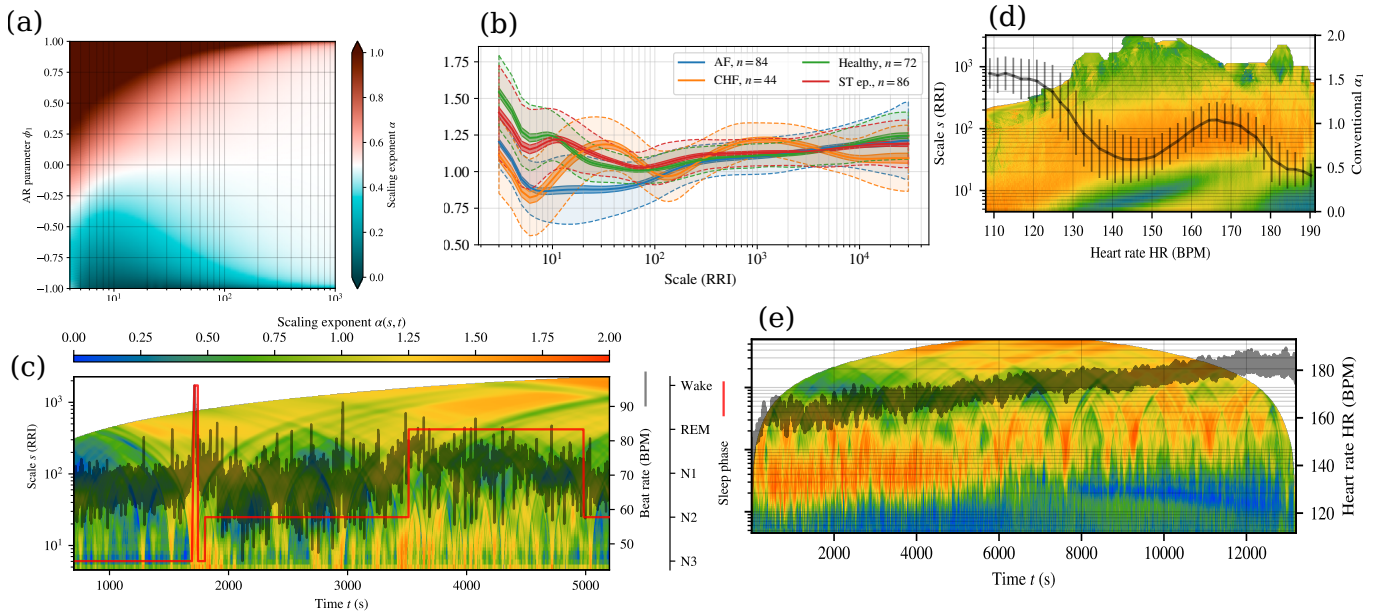 (a)
1.00
0.75
0.50
0.25
0.00
−0.25
−0.50
−0.75
−1.00
AR parameter ϕ₁
10¹
10²
10³
1.0
0.8
0.6
0.4
0.2
0.0
Scaling exponent α
(b)
1.75
1.50
1.25
1.00
0.75
0.50
AF, n = 84
CHF, n = 44
Healthy, n = 72
ST ep., n = 86
10¹
10²
10³
10⁴
Scale (RRI)
(d)
10³
10²
10¹
Scale s (RRI)
2.0
1.5
1.0
0.5
0.0
Conventional α₁
110 120 130 140 150 160 170 180 190
Heart rate HR (BPM)
Scaling exponent α(s, t)
0.00 0.25 0.50 0.75 1.00 1.25 1.50 1.75 2.00
(c)
10³
10²
10¹
Scale s (RRI)
90
80
70
60
50
Beat rate (BPM)
Wake
REM
N1
N2
N3
Sleep phase
1000 2000 3000 4000 5200
Time t (s)
(e)
180
160
140
120
Heart rate HR (BPM)
2000 4000 6000 8000 10000 12000
Time t (s)